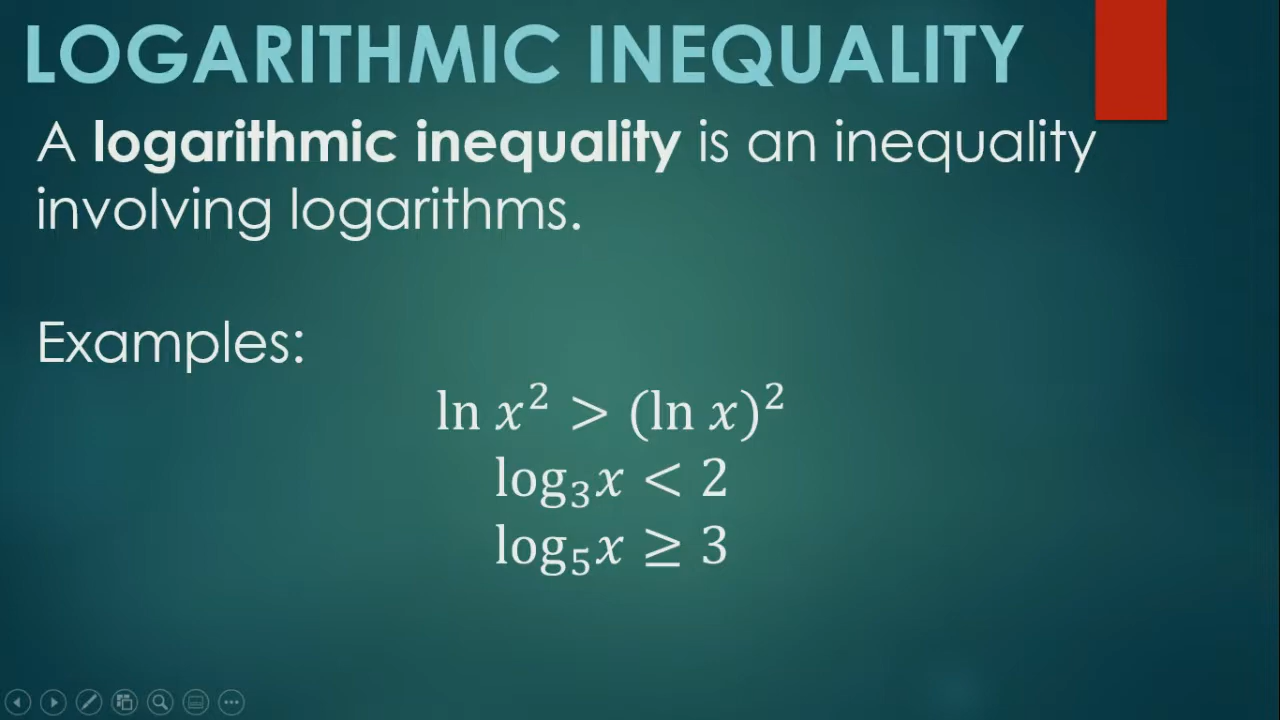 LOGARITHMIC INEQUALITY
A logarithmic inequality is an inequality
involving logarithms.
Examples:
ln x² > (ln x)²
log₃x < 2
log₅x ≥ 3